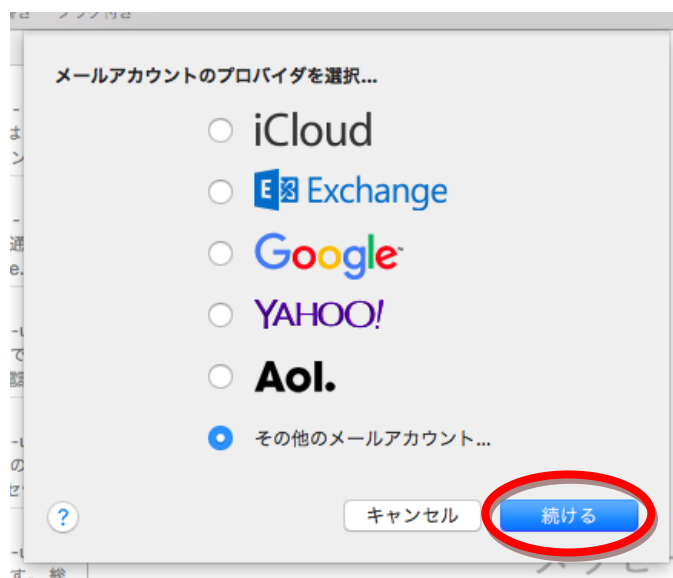 メールアカウントのプロバイダを選択...
iCloud
Exchange
Google
YAHOO!
Aol.
その他のメールアカウント...
?
キャンセル
続ける